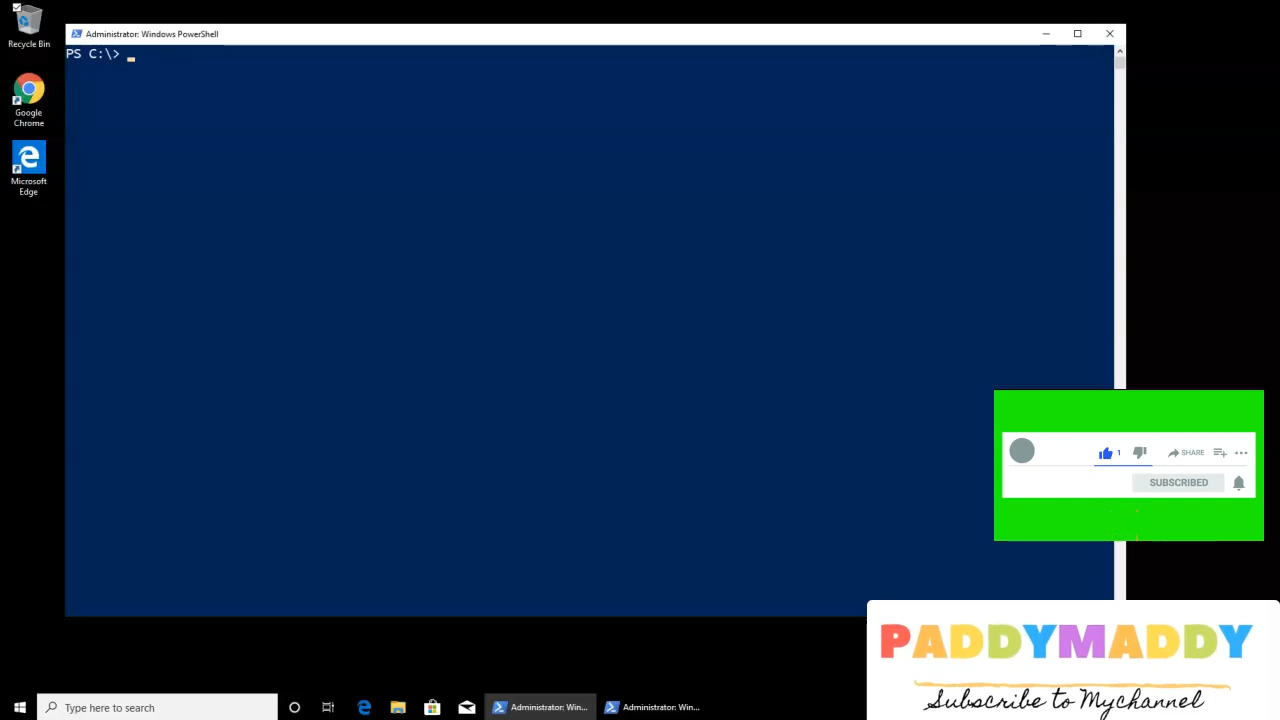 Recycle Bin
Administrator: Windows PowerShell
PS C:\>
Google
Chrome
Microsoft
Edge
1
SHARE
SUBSCRIBED
PADDYMADDY
Subscribe to Mychannel
Type here to search
Administrator: Win...
Administrator: Win...